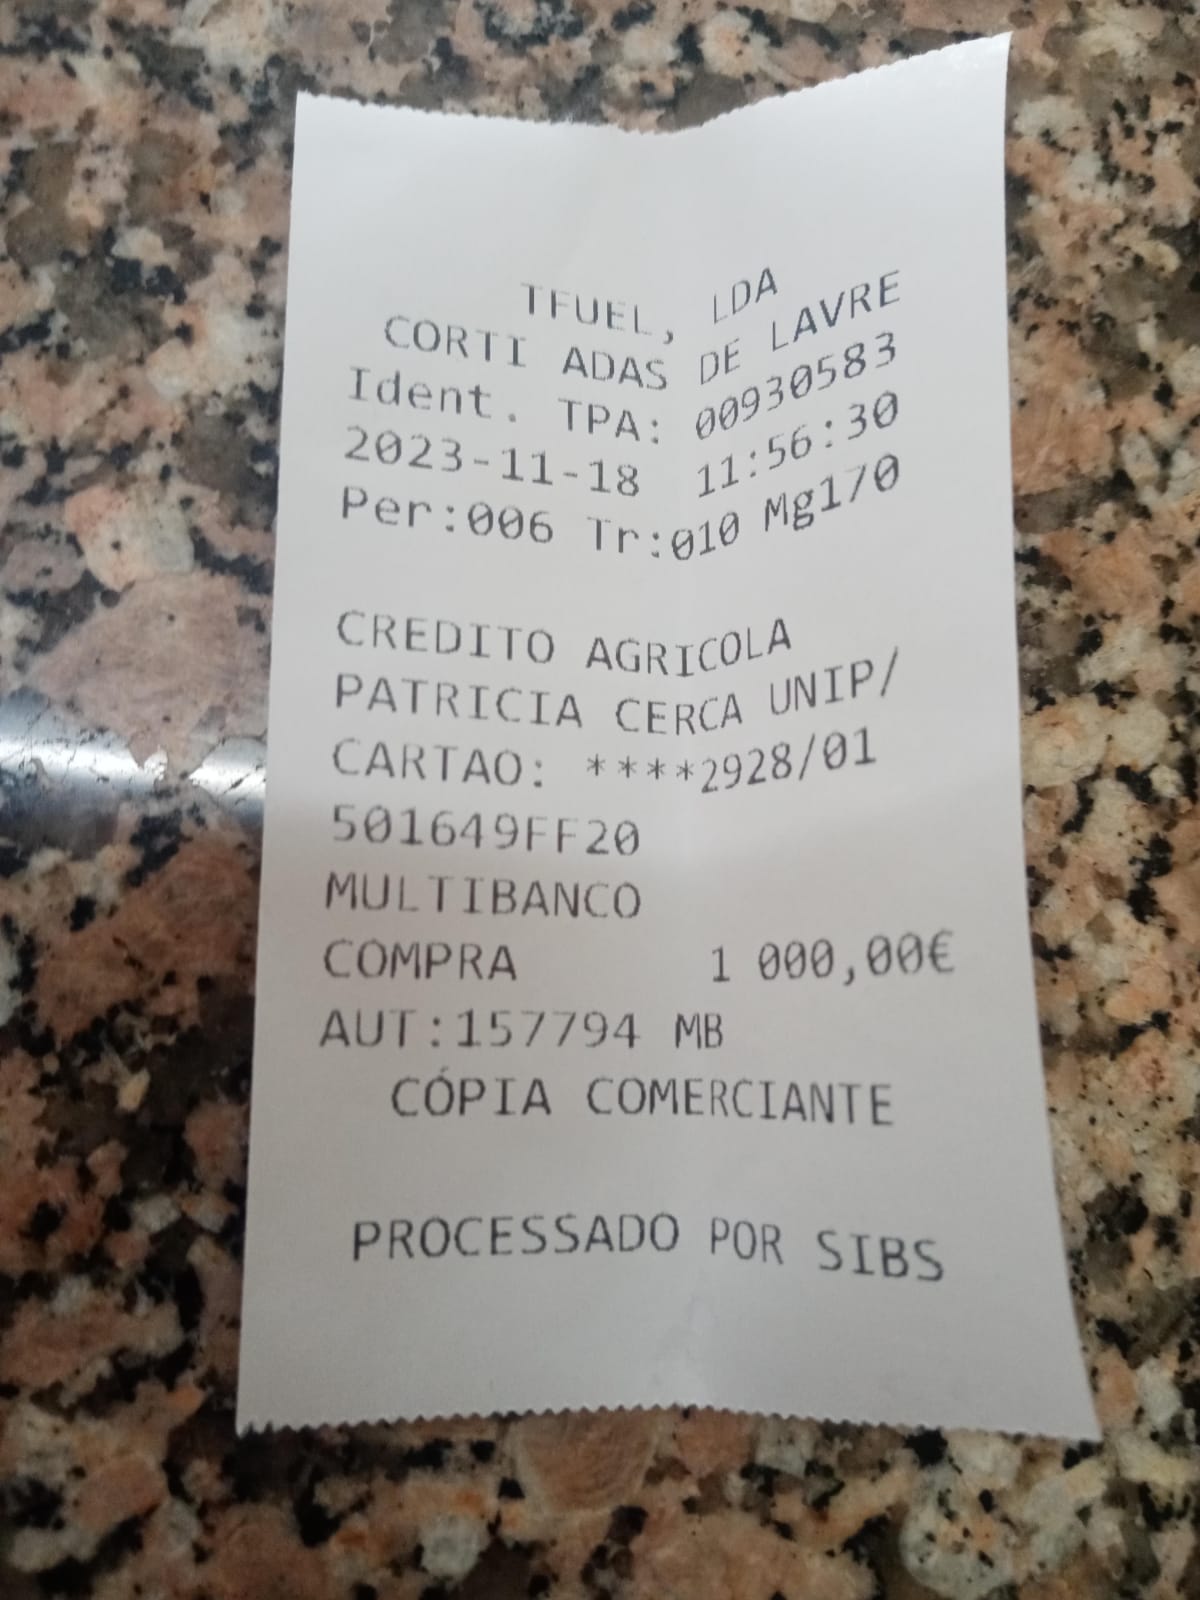 TFUEL, LDA
CORTI ADAS DE LAVRE
Ident. TPA: 00930583
2023-11-18 11:56:30
Per:006 Tr:010 Mg170
CREDITO AGRICOLA
PATRICIA CERCA UNIP/
CARTAO: ****2928/01
501649FF20
MULTIBANCO
COMPRA 1 000,00€
AUT:157794 MB
CÓPIA COMERCIANTE
PROCESSADO POR SIBS